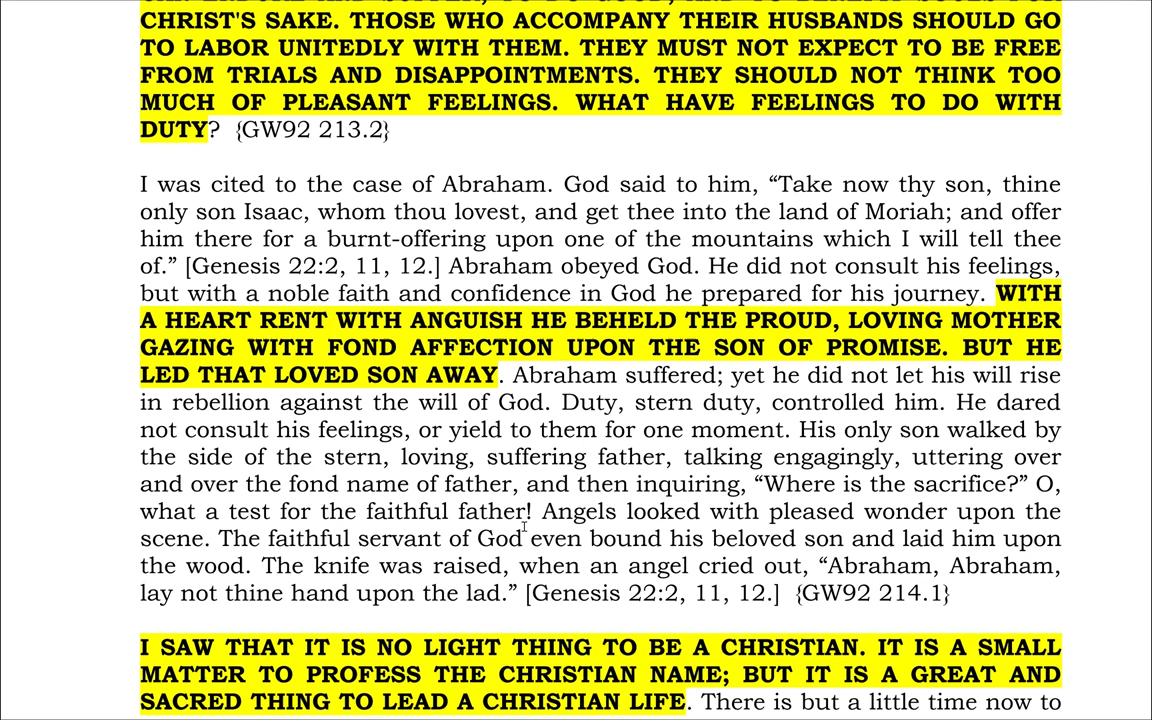 CHRIST'S SAKE. THOSE WHO ACCOMPANY THEIR HUSBANDS SHOULD GO
TO LABOR UNITEDLY WITH THEM. THEY MUST NOT EXPECT TO BE FREE
FROM TRIALS AND DISAPPOINTMENTS. THEY SHOULD NOT THINK TOO
MUCH OF PLEASANT FEELINGS. WHAT HAVE FEELINGS TO DO WITH
DUTY? {GW92 213.2}
I was cited to the case of Abraham. God said to him, “Take now thy son, thine
only son Isaac, whom thou lovest, and get thee into the land of Moriah; and offer
him there for a burnt-offering upon one of the mountains which I will tell thee
of.” [Genesis 22:2, 11, 12.] Abraham obeyed God. He did not consult his feelings,
but with a noble faith and confidence in God he prepared for his journey. WITH
A HEART RENT WITH ANGUISH HE BEHELD THE PROUD, LOVING MOTHER
GAZING WITH FOND AFFECTION UPON THE SON OF PROMISE. BUT HE
LED THAT LOVED SON AWAY. Abraham suffered; yet he did not let his will rise
in rebellion against the will of God. Duty, stern duty, controlled him. He dared
not consult his feelings, or yield to them for one moment. His only son walked by
the side of the stern, loving, suffering father, talking engagingly, uttering over
and over the fond name of father, and then inquiring, “Where is the sacrifice?” O,
what a test for the faithful father! Angels looked with pleased wonder upon the
scene. The faithful servant of God even bound his beloved son and laid him upon
the wood. The knife was raised, when an angel cried out, “Abraham, Abraham,
lay not thine hand upon the lad.” [Genesis 22:2, 11, 12.] {GW92 214.1}
I SAW THAT IT IS NO LIGHT THING TO BE A CHRISTIAN. IT IS A SMALL
MATTER TO PROFESS THE CHRISTIAN NAME; BUT IT IS A GREAT AND
SACRED THING TO LEAD A CHRISTIAN LIFE. There is but a little time now to